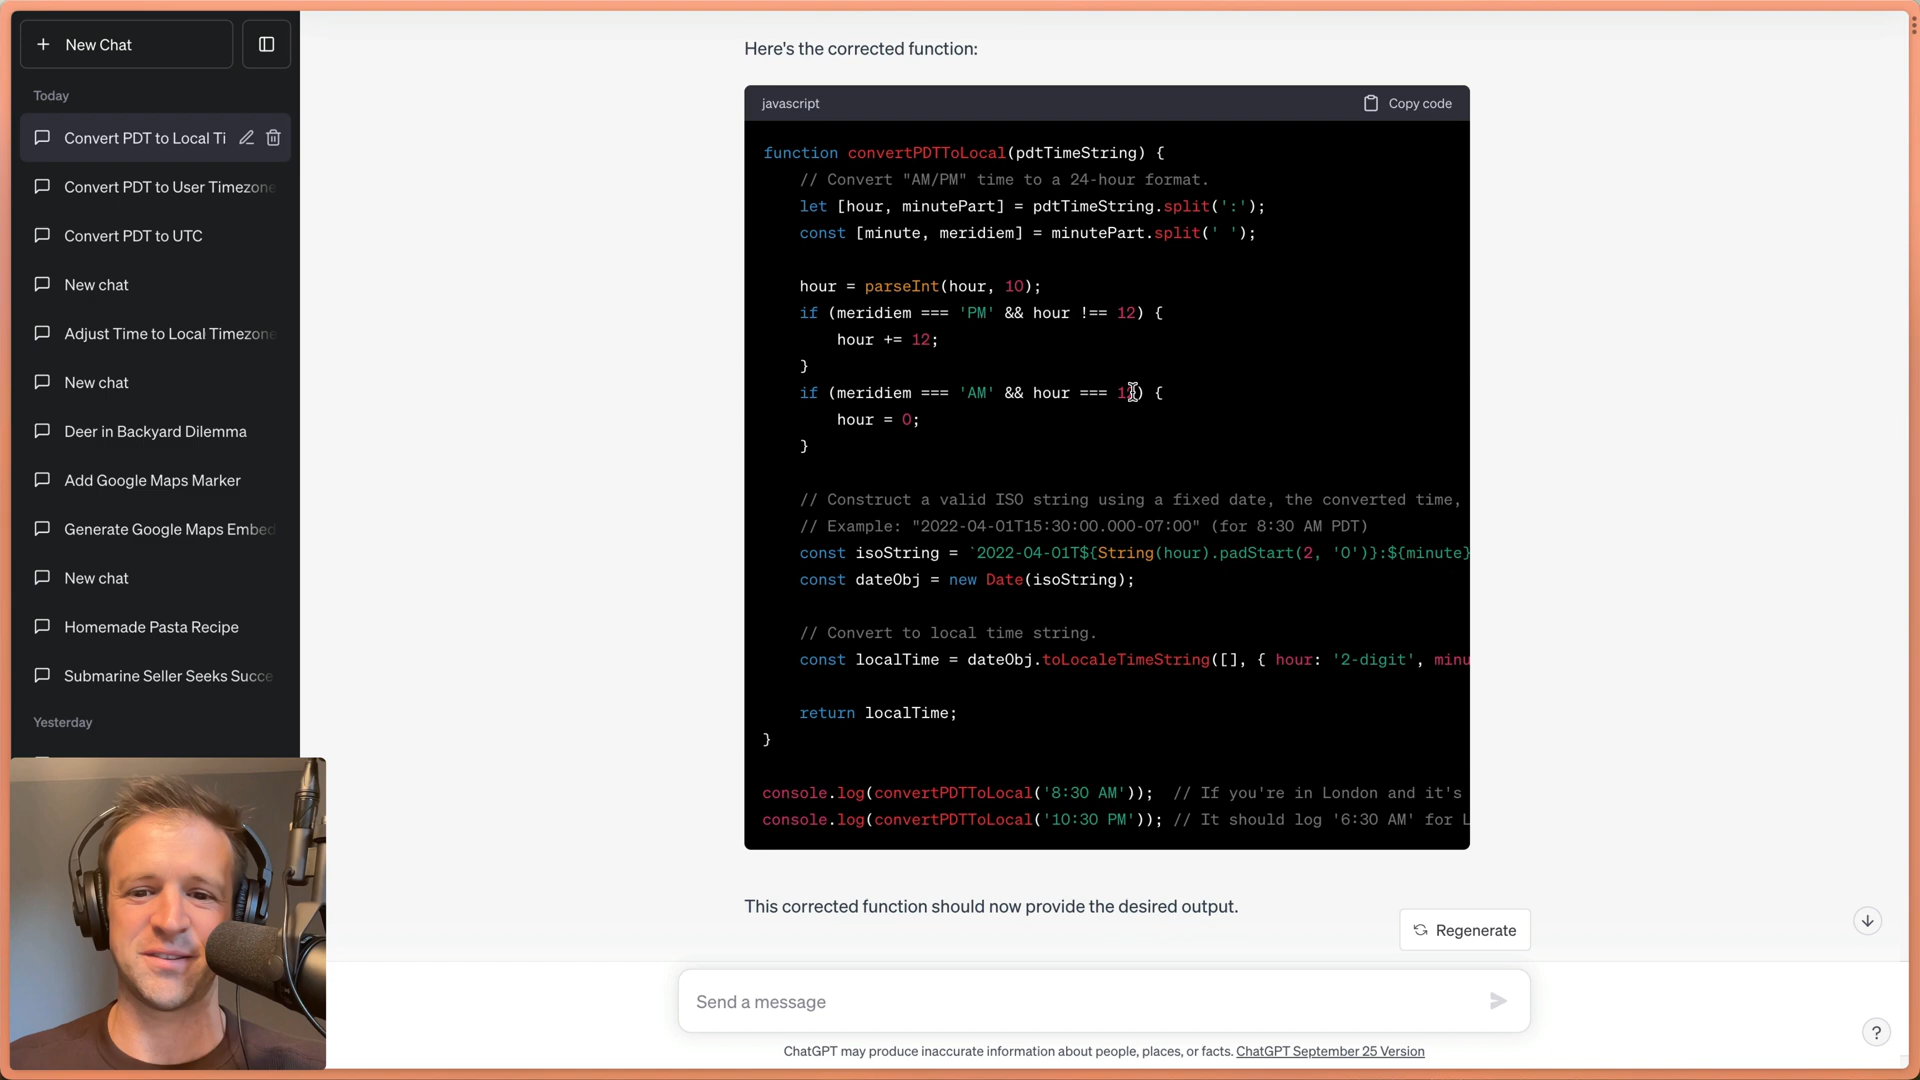 New Chat
Today
Convert PDT to Local Ti
Convert PDT to User Timezone
Convert PDT to UTC
New chat
Adjust Time to Local Timezone
New chat
Deer in Backyard Dilemma
Add Google Maps Marker
Generate Google Maps Embed
New chat
Homemade Pasta Recipe
Submarine Seller Seeks Succe
Yesterday
Here's the corrected function:
javascript
Copy code
function convertPDTToLocal(pdtTimeString) {
    // Convert "AM/PM" time to a 24-hour format.
    let [hour, minutePart] = pdtTimeString.split(':');
    const [minute, meridiem] = minutePart.split(' ');
    hour = parseInt(hour, 10);
    if (meridiem === 'PM' && hour !== 12) {
        hour += 12;
    }
    if (meridiem === 'AM' && hour === 12) {
        hour = 0;
    }
    // Construct a valid ISO string using a fixed date, the converted time,
    // Example: "2022-04-01T15:30:00.000-07:00" (for 8:30 AM PDT)
    const isoString = `2022-04-01T${String(hour).padStart(2, '0')}:${minute}
    const dateObj = new Date(isoString);
    // Convert to local time string.
    const localTime = dateObj.toLocaleTimeString([], { hour: '2-digit', minu
    return localTime;
}
console.log(convertPDTToLocal('8:30 AM'));  // If you're in London and it's
console.log(convertPDTToLocal('10:30 PM')); // It should log '6:30 AM' for L
This corrected function should now provide the desired output.
Regenerate
Send a message
?
ChatGPT may produce inaccurate information about people, places, or facts. ChatGPT September 25 Version